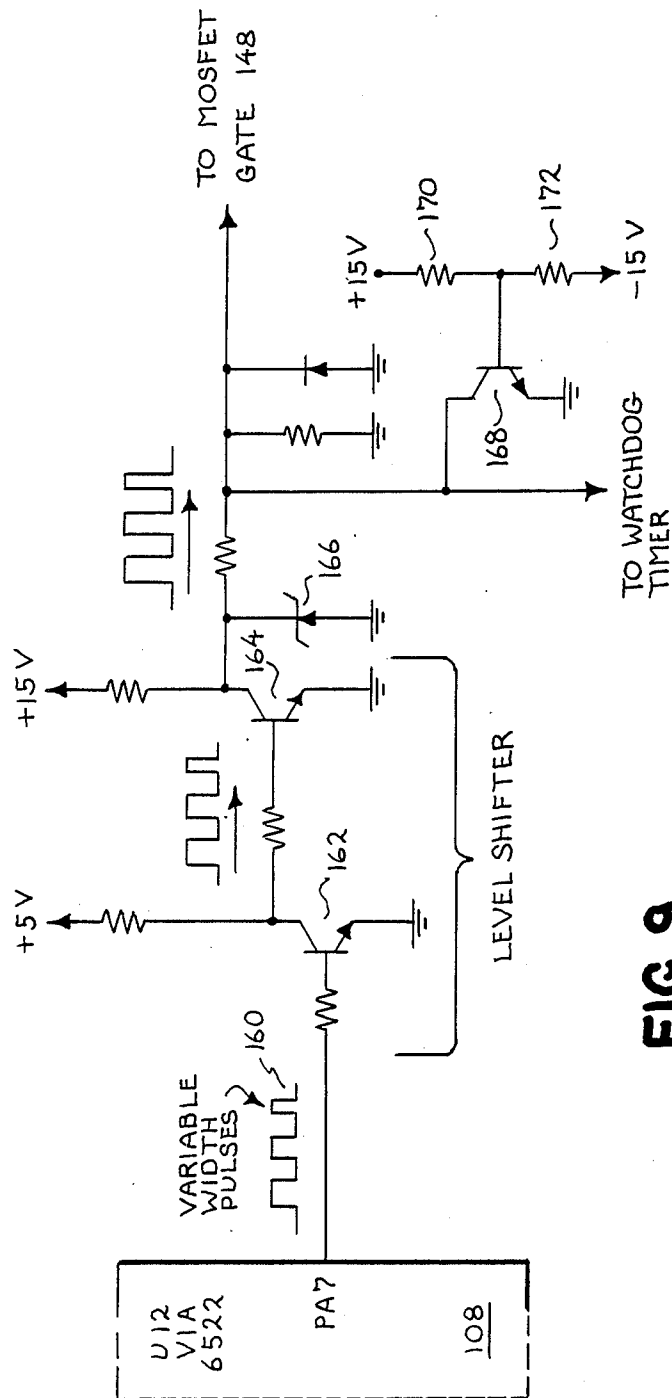 U12
VIA
6522
PA7
108
VARIABLE
WIDTH
PULSES
160
+5V
162
+15V
164
166
LEVEL SHIFTER
TO MOSFET
GATE 148
+15V
170
168
172
-15V
TO WATCHDOG
TIMER
FIG. 9